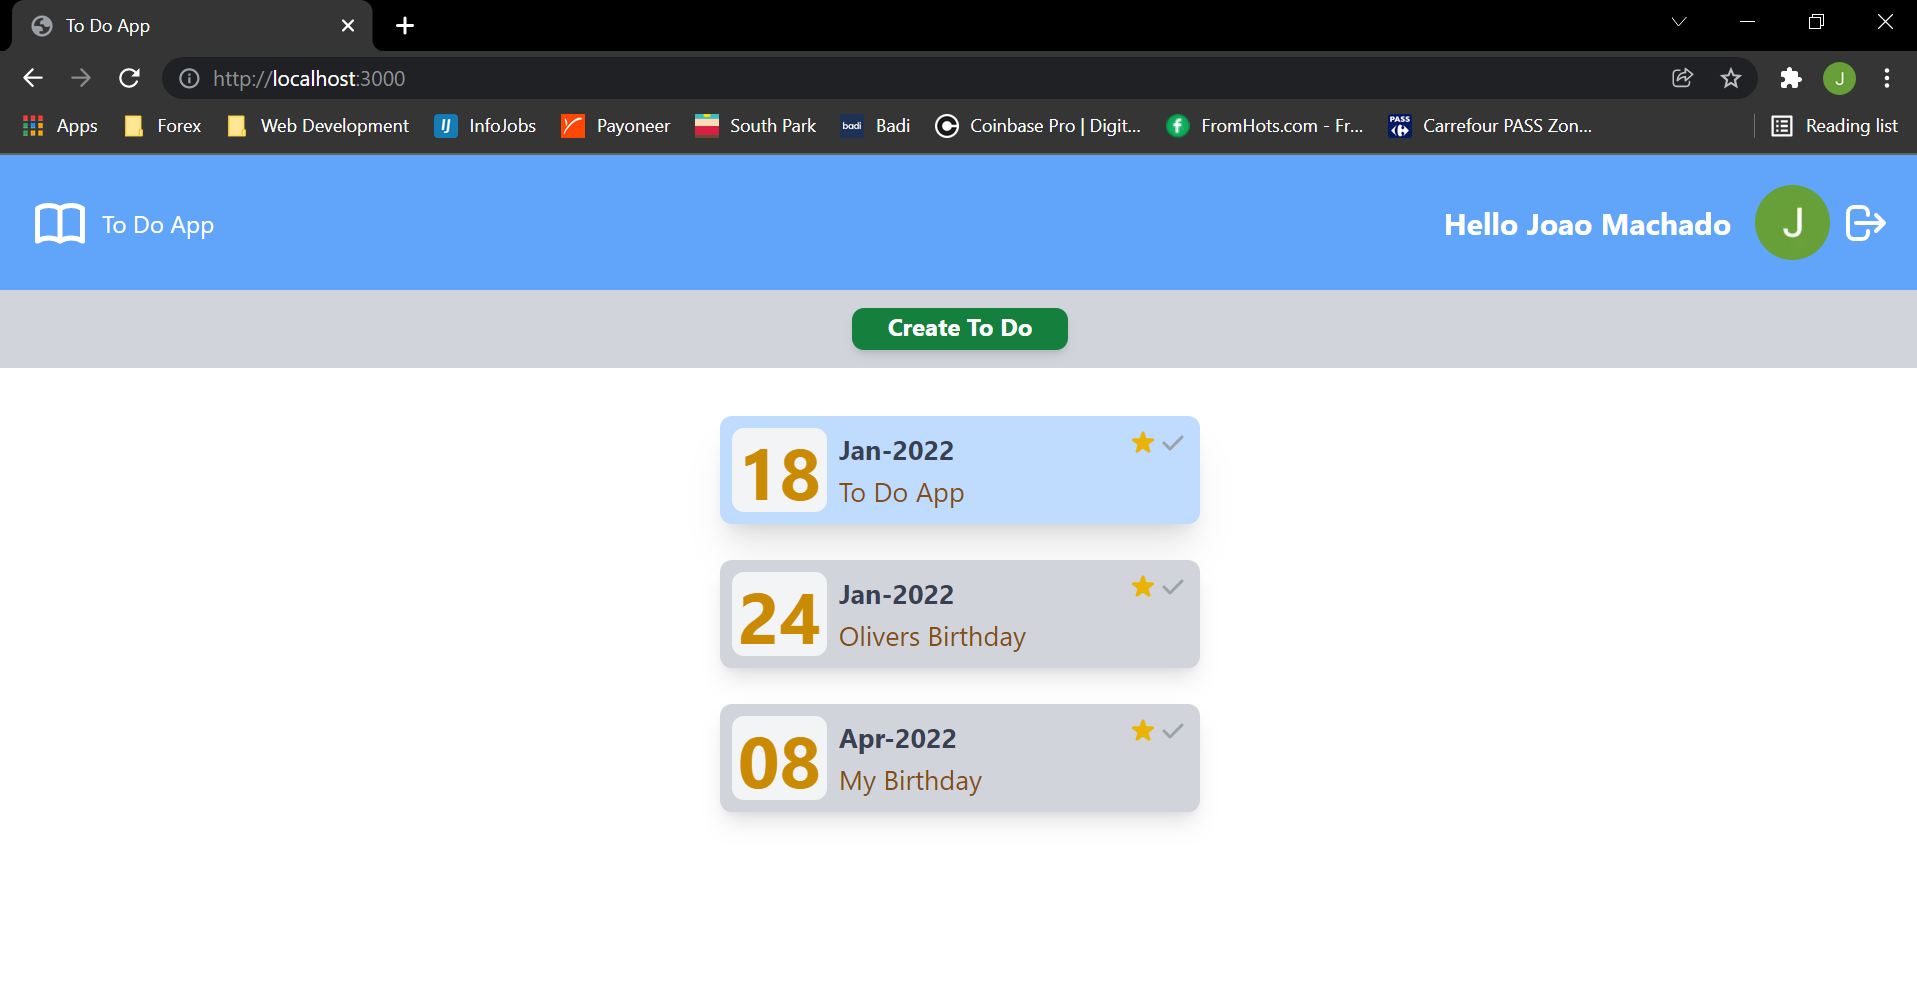 To Do App
http://localhost:3000
J
Apps
Forex
Web Development
IJ
InfoJobs
Payoneer
South Park
badi
Badi
Coinbase Pro | Digit...
f
FromHots.com - Fr...
PASS
Carrefour PASS Zon...
Reading list
To Do App
Hello Joao Machado
J
Create To Do
18
Jan-2022
To Do App
24
Jan-2022
Olivers Birthday
08
Apr-2022
My Birthday